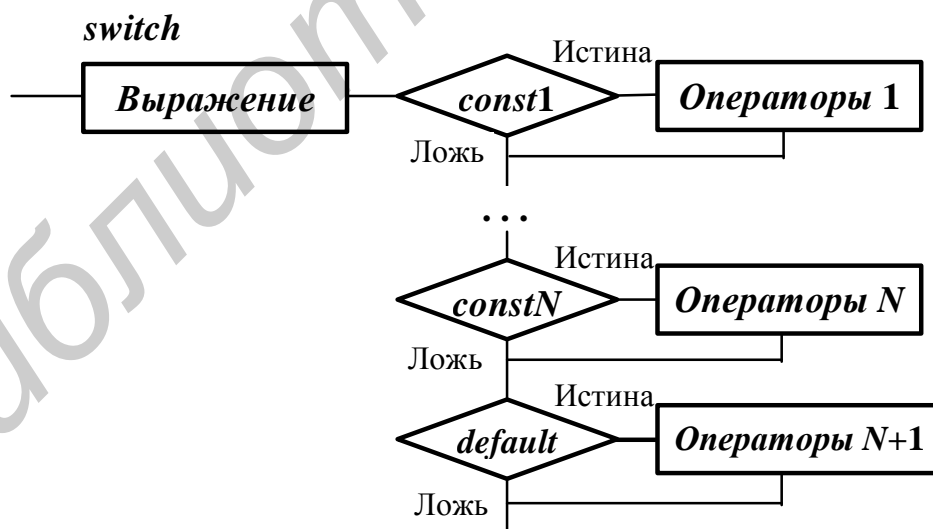 switch
Истина
Выражение
const1
Операторы 1
Ложь
...
Истина
constN
Операторы N
Ложь
Истина
default
Операторы N+1
Ложь